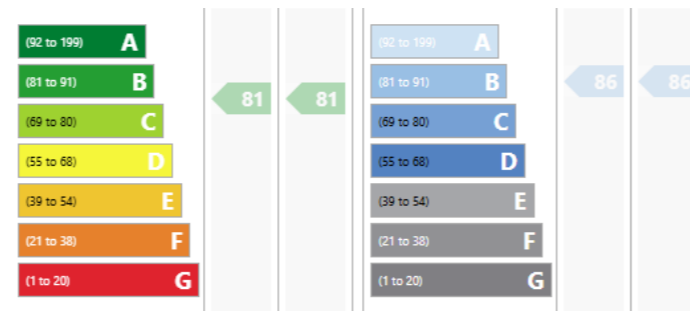 (92 to 199) A
(81 to 91) B
(69 to 80) C
(55 to 68) D
(39 to 54) E
(21 to 38) F
(1 to 20) G
81
81
(92 to 199) A
(81 to 91) B
(69 to 80) C
(55 to 68) D
(39 to 54) E
(21 to 38) F
(1 to 20) G
86
86